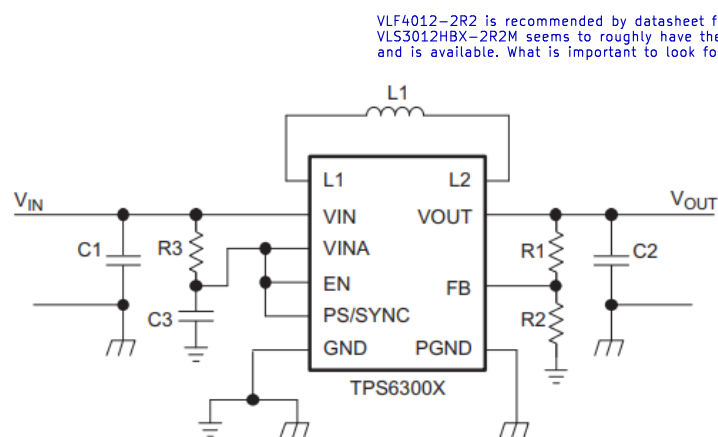 VLF4012-2R2 is recommended by datasheet f
VLS3012HBX-2R2M seems to roughly have the
and is available. What is important to look fo
L1
L1 L2
VIN VOUT
VIN VOUT
C1 R3 VINA R1 C2
EN FB
C3 PS/SYNC R2
GND PGND
TPS6300X